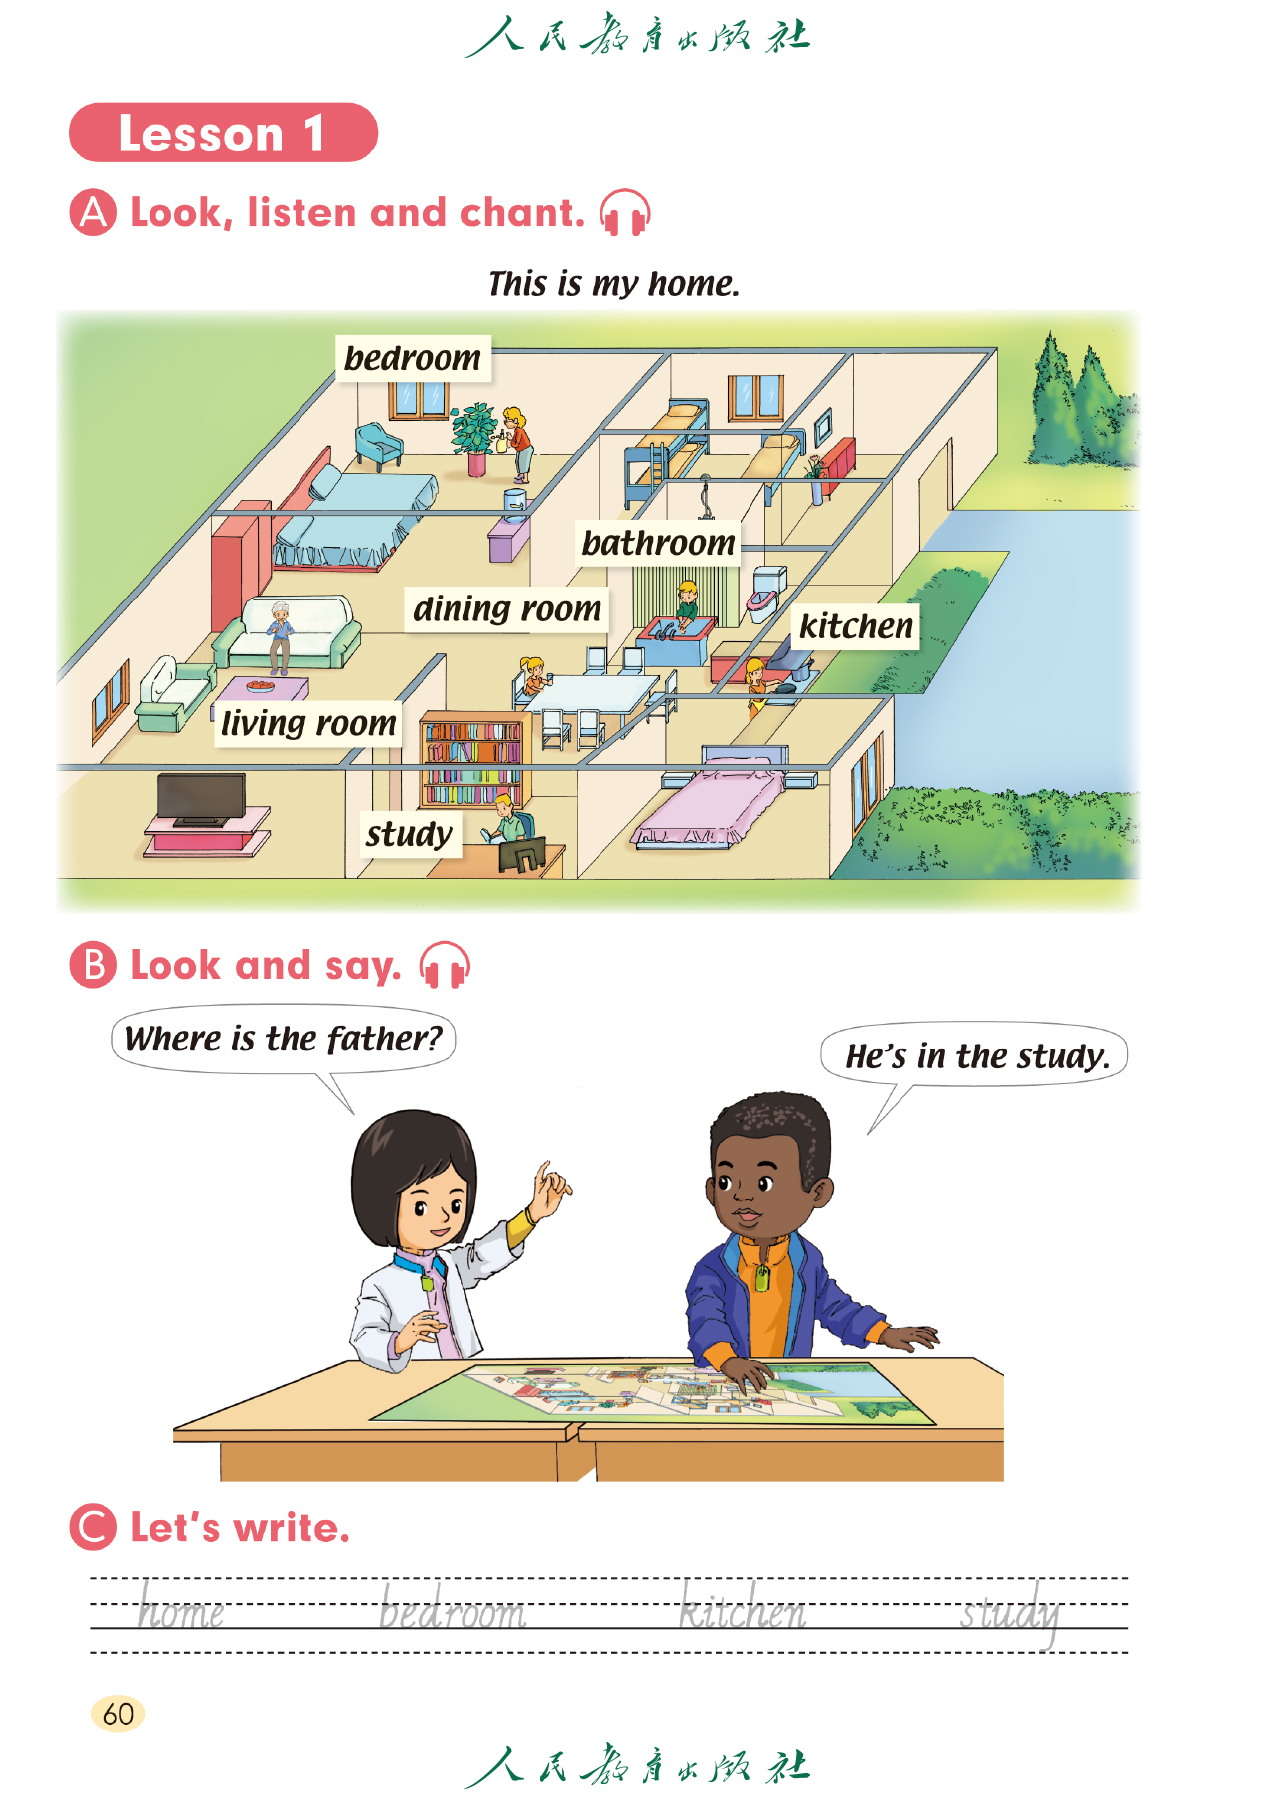 人民教育出版社
Lesson 1
A Look, listen and chant.
This is my home.
bedroom
bathroom
dining room
kitchen
living room
study
B Look and say.
Where is the father?
He's in the study.
C Let's write.
home bedroom kitchen study
60
人民教育出版社